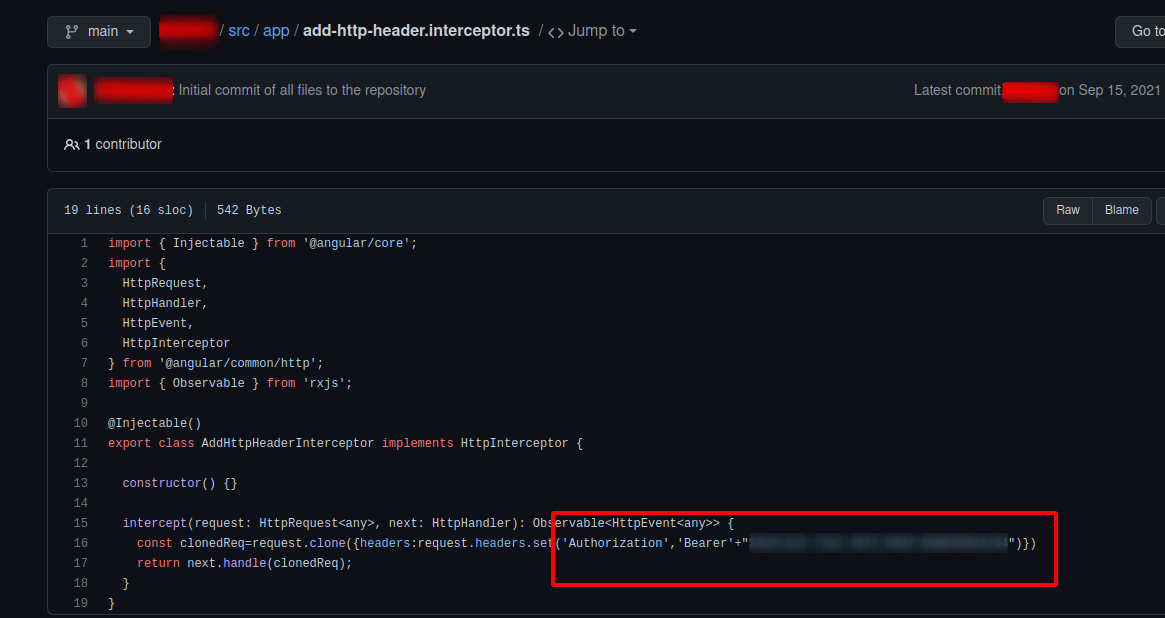 main / src / app / add-http-header.interceptor.ts / <> Jump to Go to
: Initial commit of all files to the repository Latest commit on Sep 15, 2021
1 contributor
19 lines (16 sloc) 542 Bytes Raw Blame
1 import { Injectable } from '@angular/core';
2 import {
3 HttpRequest,
4 HttpHandler,
5 HttpEvent,
6 HttpInterceptor
7 } from '@angular/common/http';
8 import { Observable } from 'rxjs';
9
10 @Injectable()
11 export class AddHttpHeaderInterceptor implements HttpInterceptor {
12
13 constructor() {}
14
15 intercept(request: HttpRequest<any>, next: HttpHandler): Observable<HttpEvent<any>> {
16 const clonedReq=request.clone({headers:request.headers.set('Authorization','Bearer'+"")})
17 return next.handle(clonedReq);
18 }
19 }